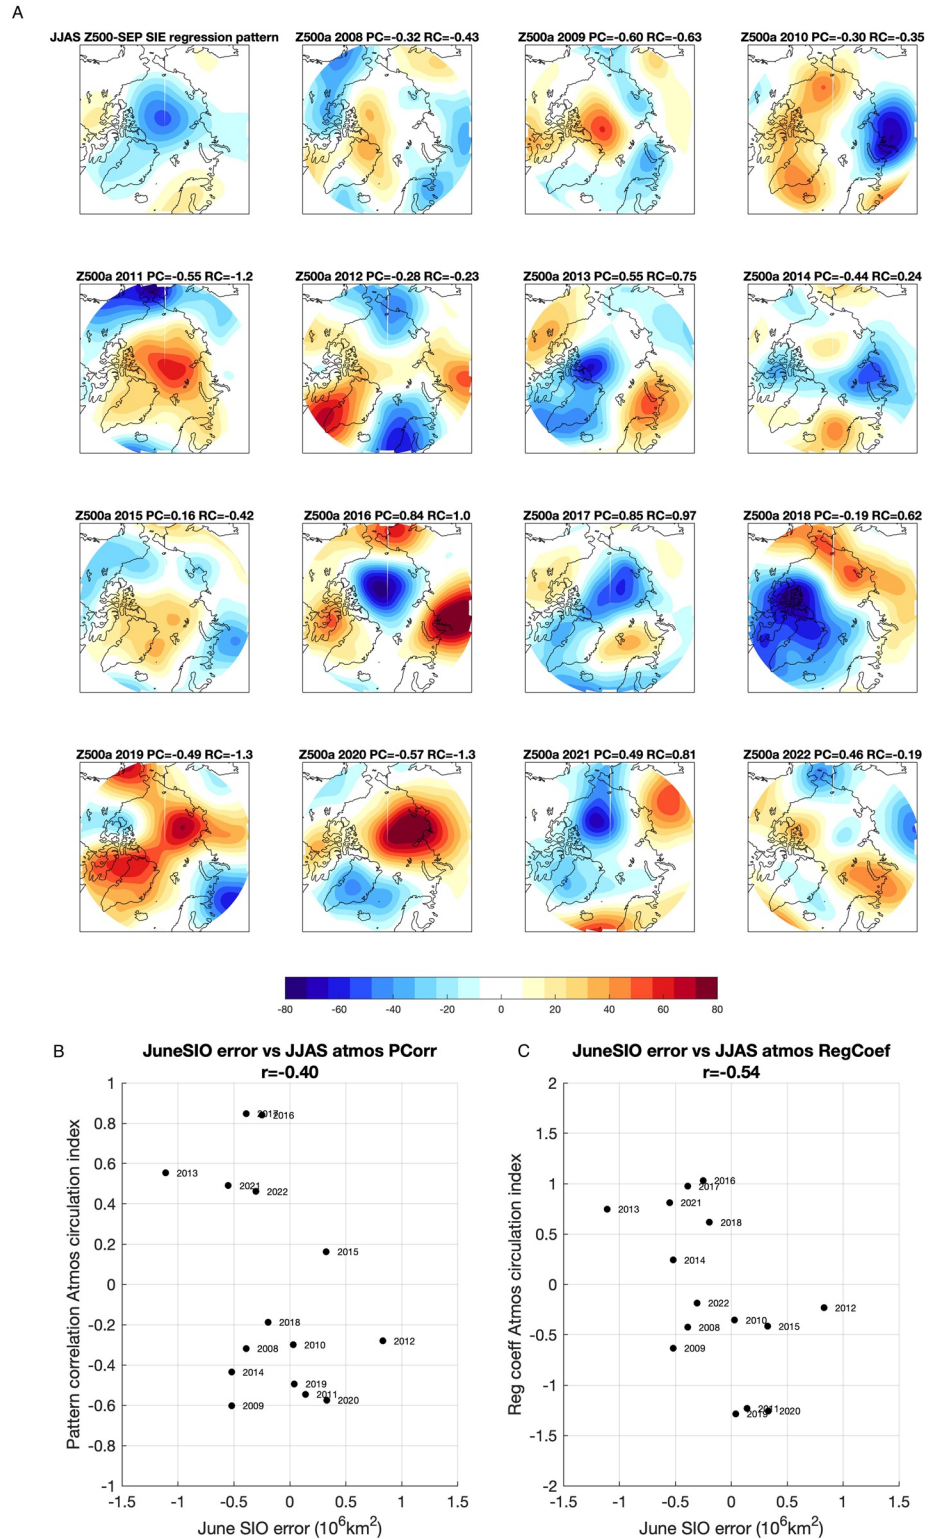 A
JJAS Z500-SEP SIE regression pattern
Z500a 2008 PC=-0.32 RC=-0.43
Z500a 2009 PC=-0.60 RC=-0.63
Z500a 2010 PC=-0.30 RC=-0.35
Z500a 2011 PC=-0.55 RC=-1.2
Z500a 2012 PC=-0.28 RC=-0.23
Z500a 2013 PC=0.55 RC=0.75
Z500a 2014 PC=-0.44 RC=0.24
Z500a 2015 PC=0.16 RC=-0.42
Z500a 2016 PC=0.84 RC=1.0
Z500a 2017 PC=0.85 RC=0.97
Z500a 2018 PC=-0.19 RC=0.62
Z500a 2019 PC=-0.49 RC=-1.3
Z500a 2020 PC=-0.57 RC=-1.3
Z500a 2021 PC=0.49 RC=0.81
Z500a 2022 PC=0.46 RC=-0.19
-80 -60 -40 -20 0 20 40 60 80
B
JuneSIO error vs JJAS atmos PCorr
r=-0.40
Pattern correlation Atmos circulation index
1
0.8
0.6
0.4
0.2
0
-0.2
-0.4
-0.6
-0.8
-1
2017
2016
2013
2021
2022
2015
2018
2012
2010
2008
2014
2019
2011
2020
2009
-1.5 -1 -0.5 0 0.5 1 1.5
June SIO error (10⁶km²)
C
JuneSIO error vs JJAS atmos RegCoef
r=-0.54
Reg coeff Atmos circulation index
2
1.5
1
0.5
0
-0.5
-1
-1.5
-2
2016
2017
2021
2013
2018
2014
2022
2012
2010
2015
2008
2009
2011
2020
2019
-1.5 -1 -0.5 0 0.5 1 1.5
June SIO error (10⁶km²)